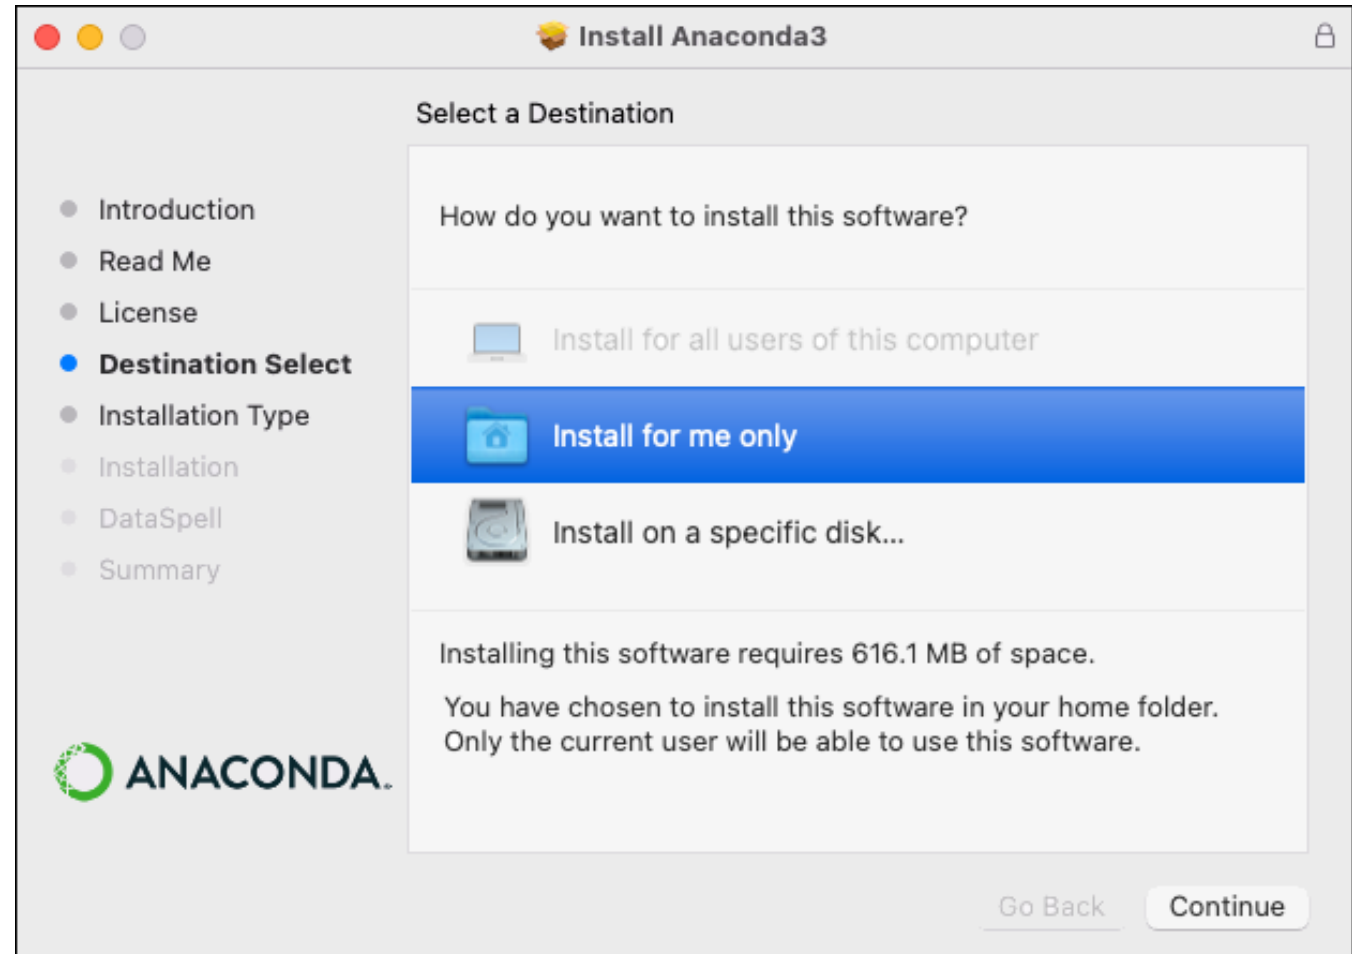 Install Anaconda3
Select a Destination
Introduction
Read Me
License
Destination Select
Installation Type
Installation
DataSpell
Summary
How do you want to install this software?
Install for all users of this computer
Install for me only
Install on a specific disk...
Installing this software requires 616.1 MB of space.
You have chosen to install this software in your home folder.
Only the current user will be able to use this software.
ANACONDA.
Go Back
Continue